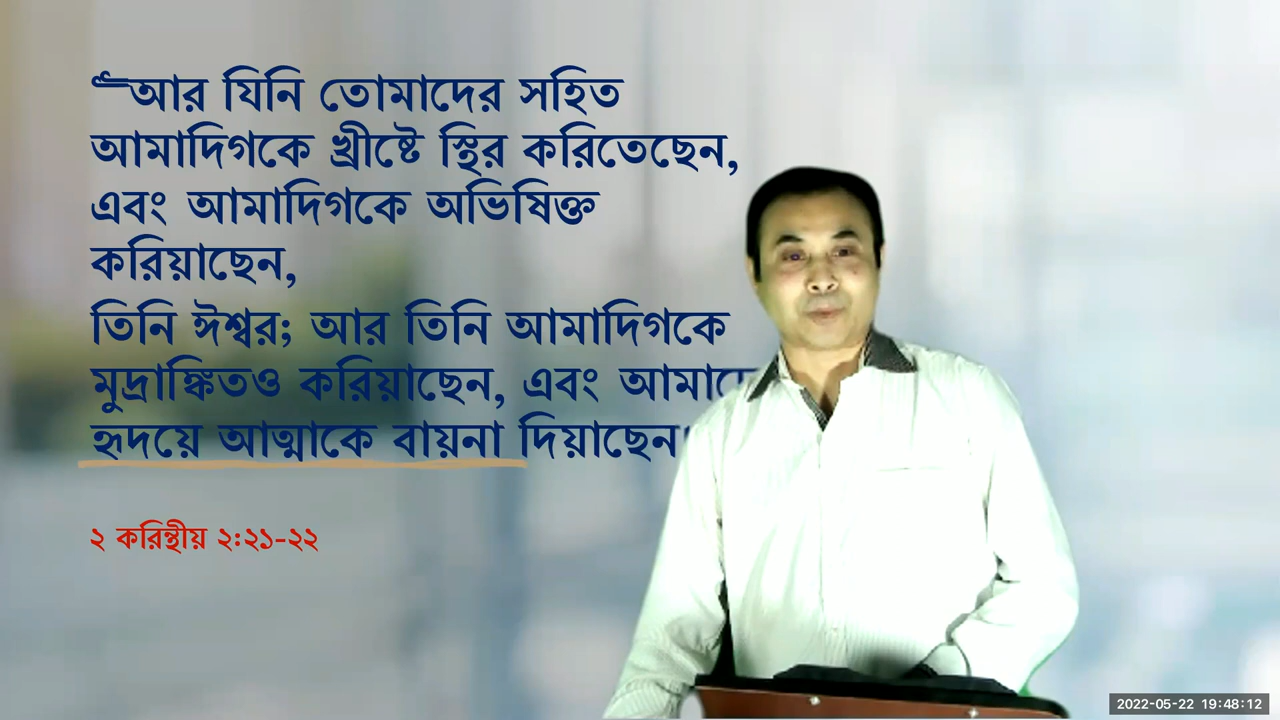 “আর যিনি তোমাদের সহিত
আমাদিগকে খ্রীষ্টে স্থির করিতেছেন,
এবং আমাদিগকে অভিষিক্ত
করিয়াছেন,
তিনি ঈশ্বর; আর তিনি আমাদিগকে
মুদ্রাঙ্কিতও করিয়াছেন, এবং
হৃদয়ে আত্মাকে বায়না দিয়াছেন।
২ করিন্থীয় ২:২১-২২
2022-05-22 19:48:12